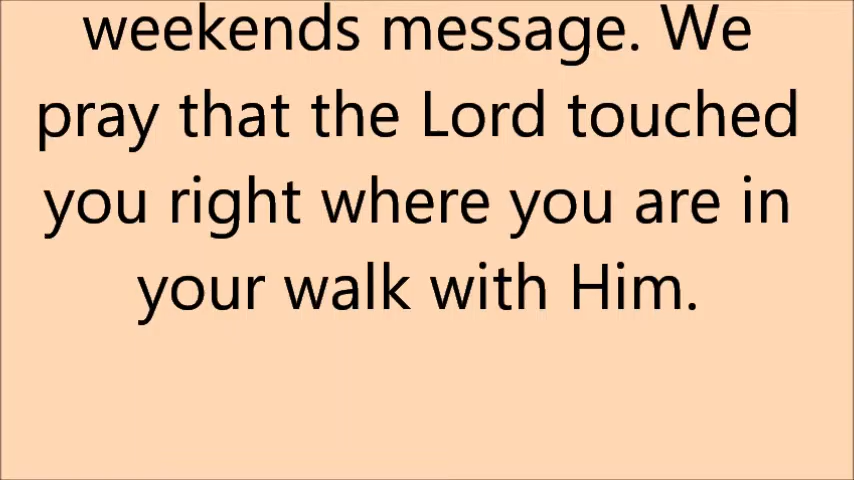 weekends message. We
pray that the Lord touched
you right where you are in
your walk with Him.